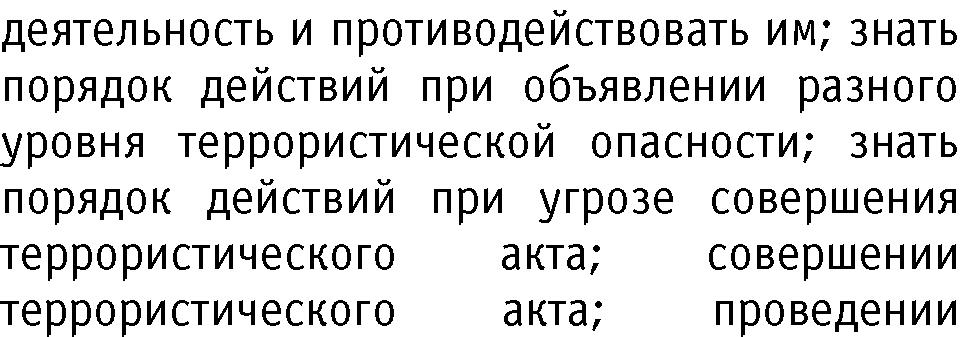 деятельность и противодействовать им; знать
порядок действий при объявлении разного
уровня террористической опасности; знать
порядок действий при угрозе совершения
террористического акта; совершении
террористического акта; проведении